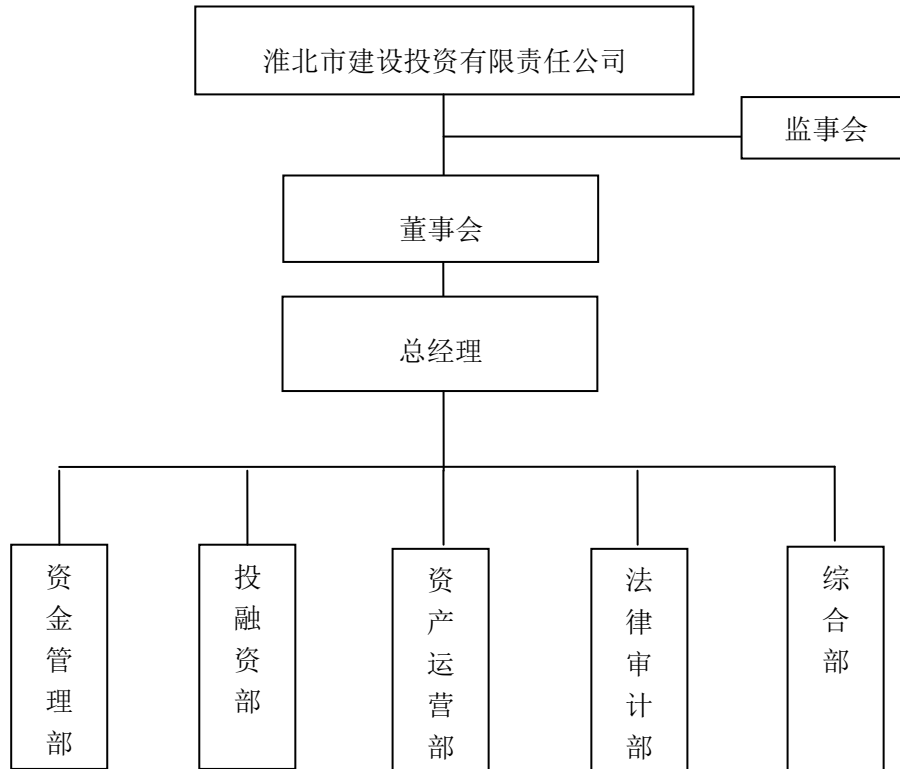 淮北市建设投资有限责任公司
监事会
董事会
总经理
资金管理部
投融资部
资产运营部
法律审计部
综合部